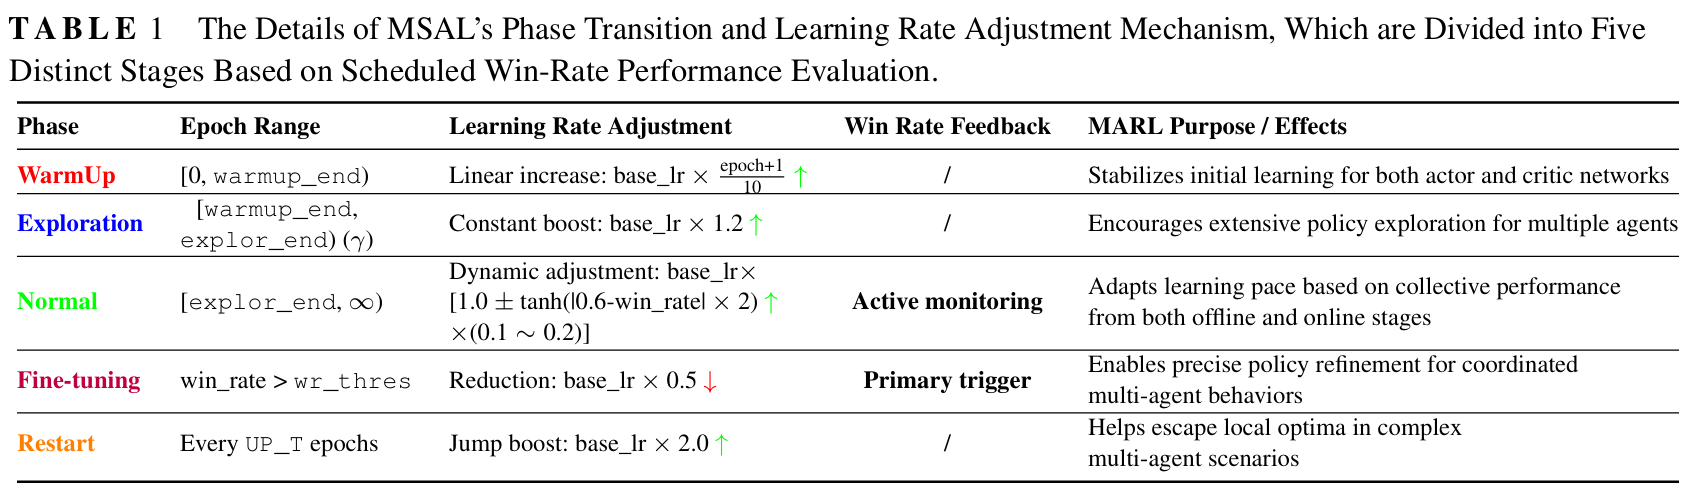 TABLE 1 The Details of MSAL's Phase Transition and Learning Rate Adjustment Mechanism, Which are Divided into Five
Distinct Stages Based on Scheduled Win-Rate Performance Evaluation.
Phase Epoch Range Learning Rate Adjustment Win Rate Feedback MARL Purpose / Effects
WarmUp [0, warmup_end) Linear increase: base_lr × (epoch+1)/10 ↑ / Stabilizes initial learning for both actor and critic networks
Exploration [warmup_end, explor_end) (γ) Constant boost: base_lr × 1.2 ↑ / Encourages extensive policy exploration for multiple agents
Normal [explor_end, ∞) Dynamic adjustment: base_lr× [1.0 ± tanh(|0.6-win_rate| × 2) ↑ ×(0.1 ∼ 0.2)] Active monitoring Adapts learning pace based on collective performance from both offline and online stages
Fine-tuning win_rate > wr_thres Reduction: base_lr × 0.5 ↓ Primary trigger Enables precise policy refinement for coordinated multi-agent behaviors
Restart Every UP_T epochs Jump boost: base_lr × 2.0 ↑ / Helps escape local optima in complex multi-agent scenarios